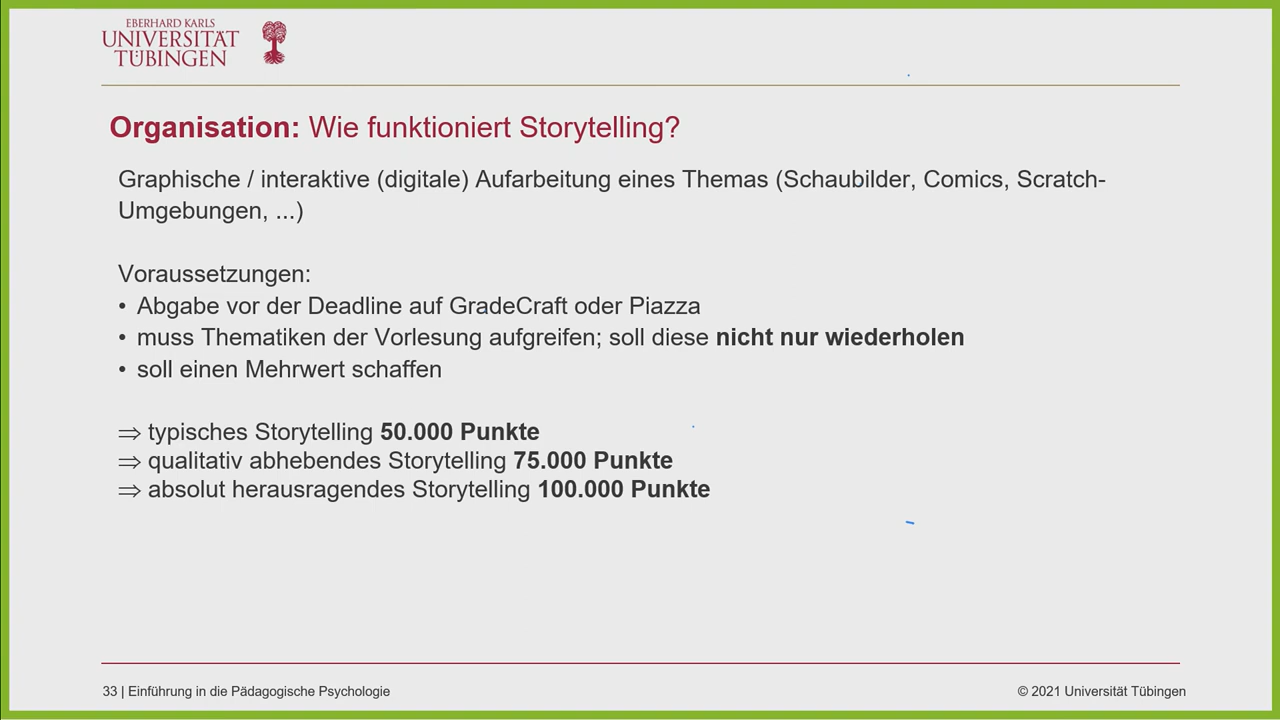 EBERHARD KARLS
UNIVERSITÄT
TÜBINGEN
Organisation: Wie funktioniert Storytelling?
Graphische / interaktive (digitale) Aufarbeitung eines Themas (Schaubilder, Comics, Scratch-
Umgebungen, ...)
Voraussetzungen:
• Abgabe vor der Deadline auf GradeCraft oder Piazza
• muss Thematiken der Vorlesung aufgreifen; soll diese nicht nur wiederholen
• soll einen Mehrwert schaffen
⇒ typisches Storytelling 50.000 Punkte
⇒ qualitativ abhebendes Storytelling 75.000 Punkte
⇒ absolut herausragendes Storytelling 100.000 Punkte
33 | Einführung in die Pädagogische Psychologie
© 2021 Universität Tübingen